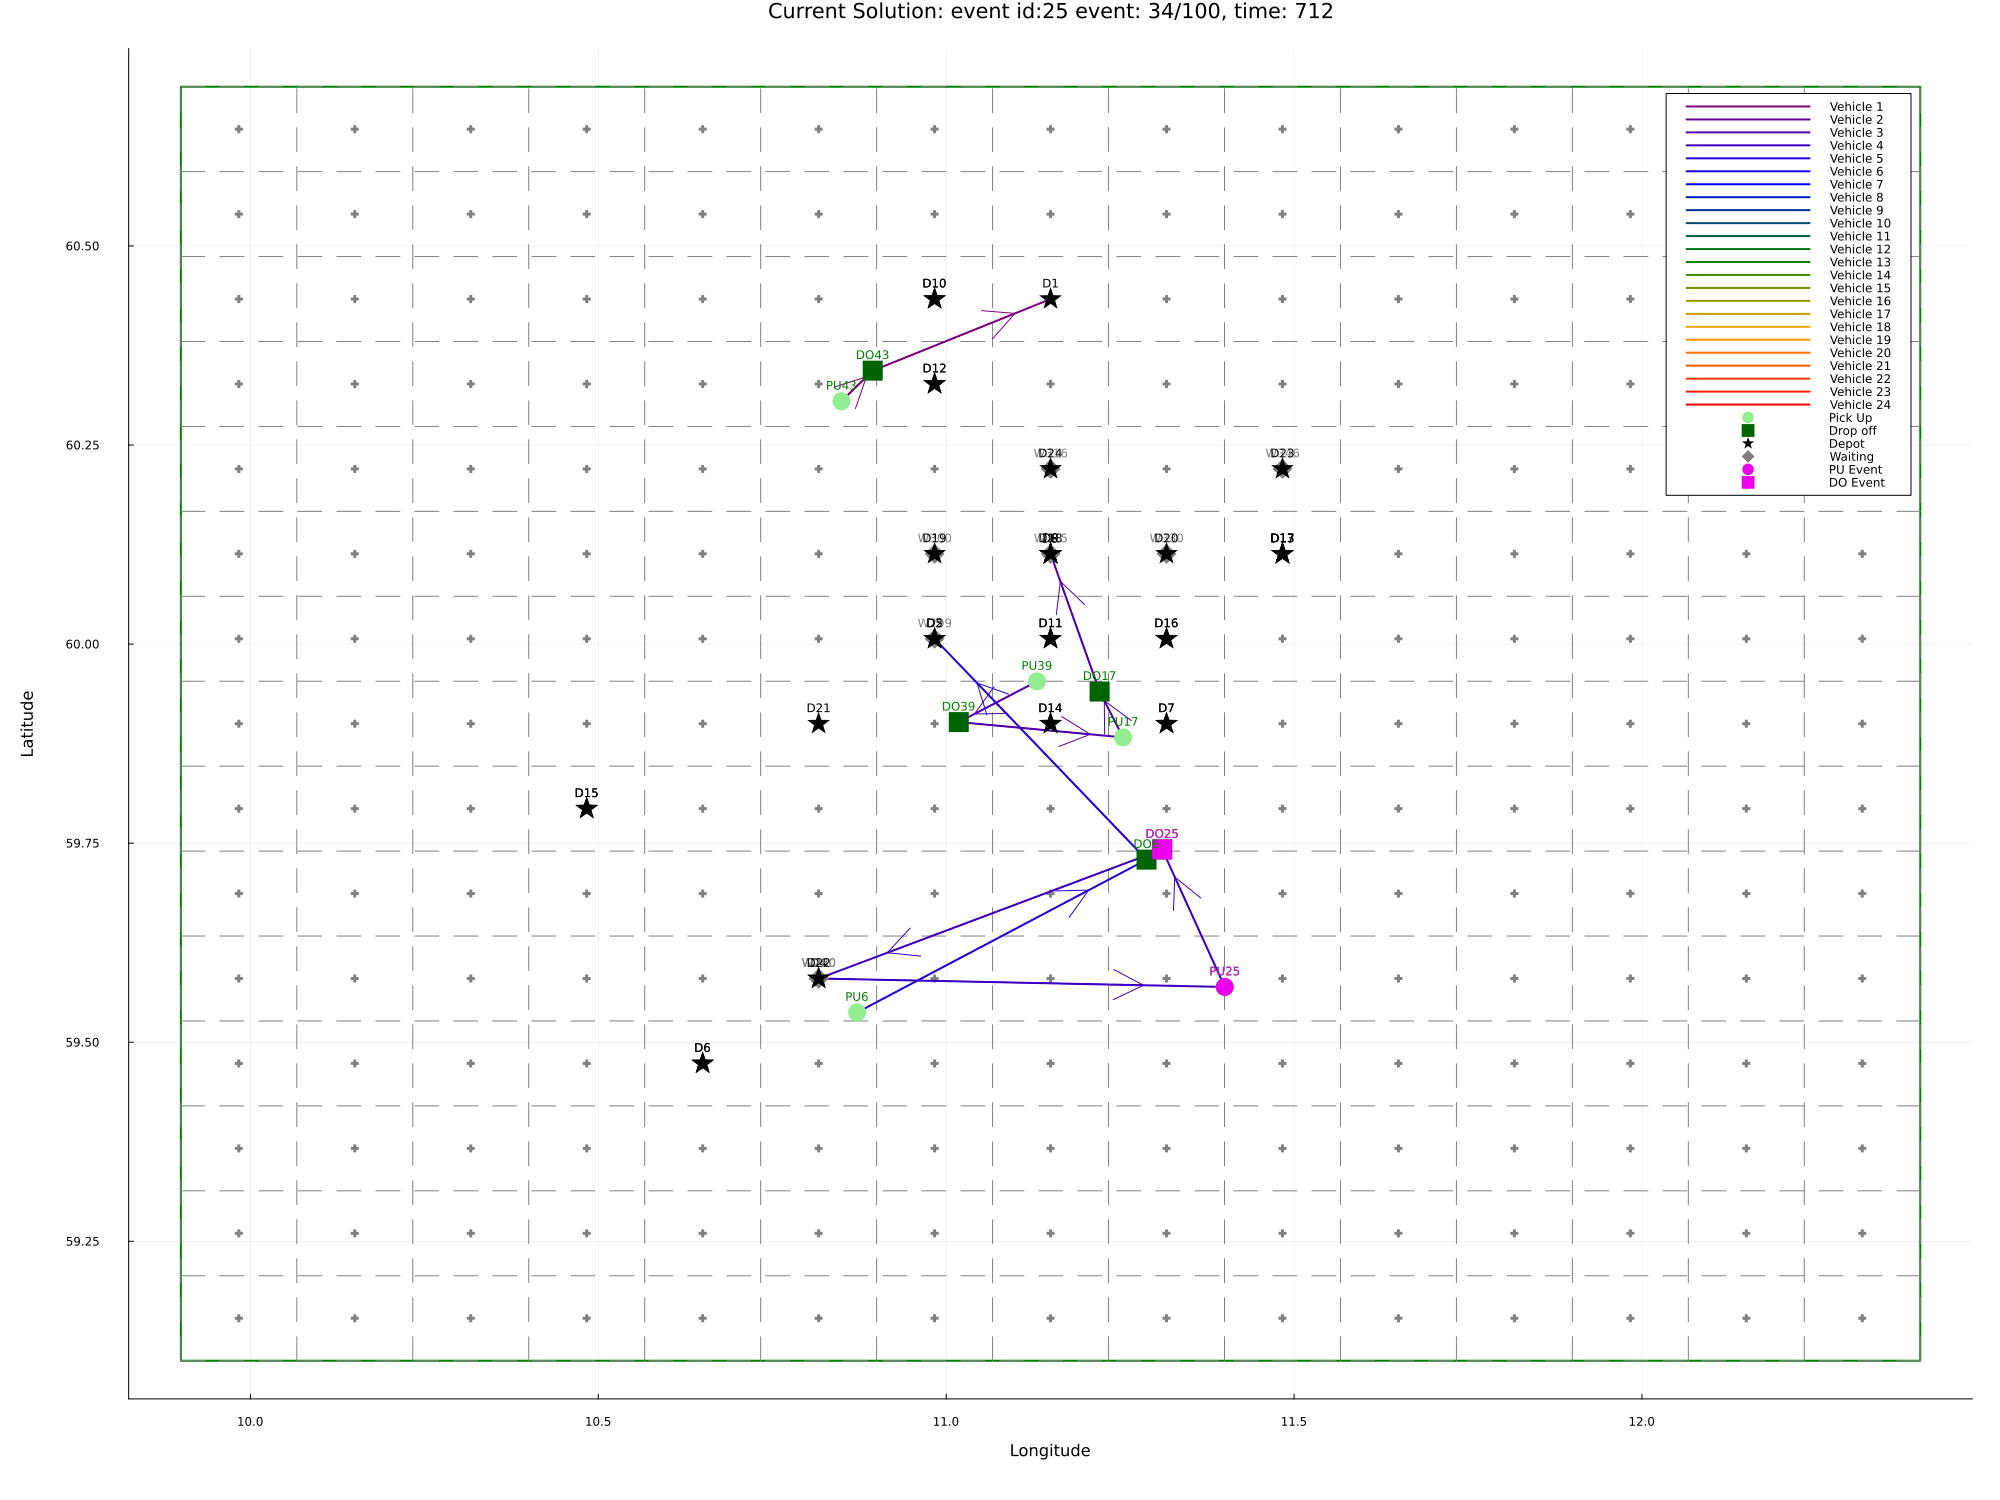 Current Solution: event id:25 event: 34/100, time: 712
Vehicle 1
Vehicle 2
Vehicle 3
Vehicle 4
Vehicle 5
Vehicle 6
Vehicle 7
Vehicle 8
Vehicle 9
Vehicle 10
Vehicle 11
Vehicle 12
Vehicle 13
Vehicle 14
Vehicle 15
Vehicle 16
Vehicle 17
Vehicle 18
Vehicle 19
Vehicle 20
Vehicle 21
Vehicle 22
Vehicle 23
Vehicle 24
Pick Up
Drop off
Depot
Waiting
PU Event
DO Event
60.50
D10
D1
DO43
D12
PU43
60.25
D24
D23
D19
D20
60.00
D11
D16
PU39
DO17
DO39
D21
D14
D7
PU17
D15
59.75
DO25
D22
PU25
PU6
59.50
D6
59.25
10.0
10.5
11.0
11.5
12.0
Longitude
Latitude